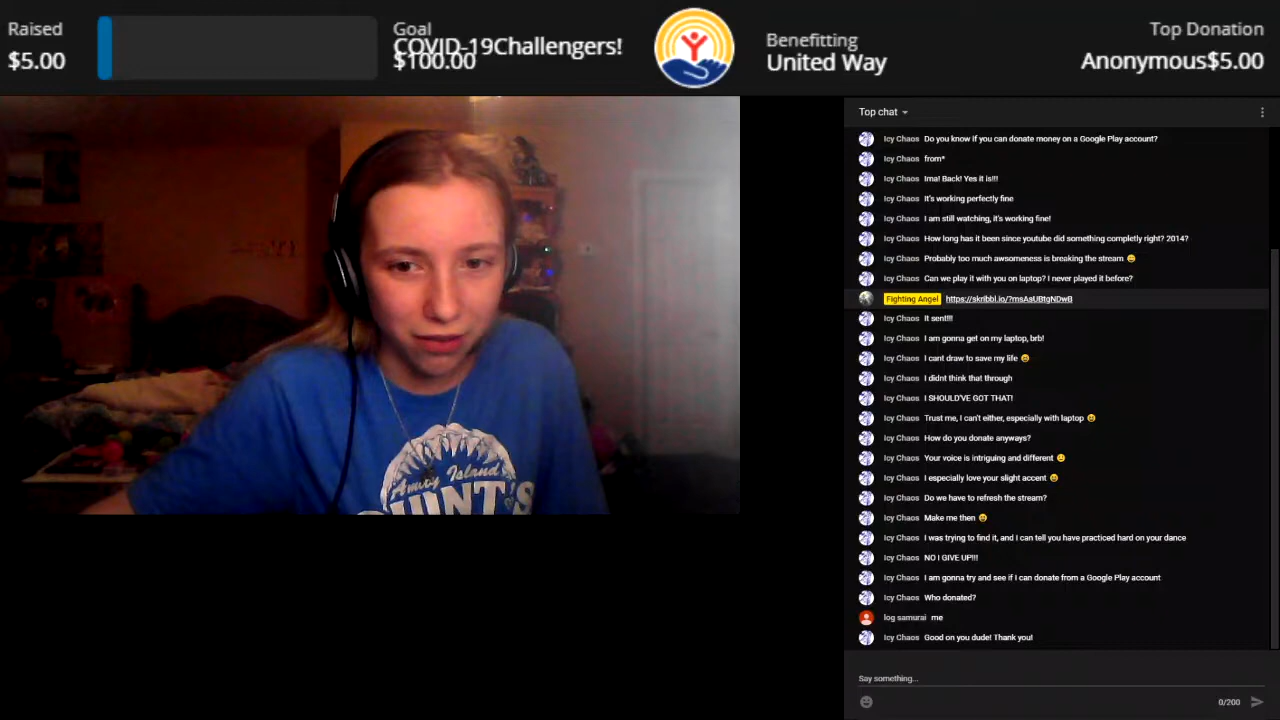 Raised
$5.00
Goal
COVID-19Challengers!
$100.00
Benefitting
United Way
Top Donation
Anonymous$5.00
Top chat
Icy Chaos Do you know if you can donate money on a Google Play account?
Icy Chaos from*
Icy Chaos Ima! Back! Yes it is!!!
Icy Chaos It's working perfectly fine
Icy Chaos I am still watching, it's working fine!
Icy Chaos How long has it been since youtube did something completly right? 2014?
Icy Chaos Probably too much awsomeness is breaking the stream 😄
Icy Chaos Can we play it with you on laptop? I never played it before?
Fighting Angel https://skribbl.io/?msAsUBtgNDwB
Icy Chaos It sent!!!
Icy Chaos I am gonna get on my laptop, brb!
Icy Chaos I cant draw to save my life 😄
Icy Chaos I didnt think that through
Icy Chaos I SHOULD'VE GOT THAT!
Icy Chaos Trust me, I can't either, especially with laptop 😆
Icy Chaos How do you donate anyways?
Icy Chaos Your voice is intriguing and different 🙂
Icy Chaos I especially love your slight accent 😄
Icy Chaos Do we have to refresh the stream?
Icy Chaos Make me then 😆
Icy Chaos I was trying to find it, and I can tell you have practiced hard on your dance
Icy Chaos NO I GIVE UP!!!
Icy Chaos I am gonna try and see if I can donate from a Google Play account
Icy Chaos Who donated?
log samurai me
Icy Chaos Good on you dude! Thank you!
Say something...
0/200
Amity Island